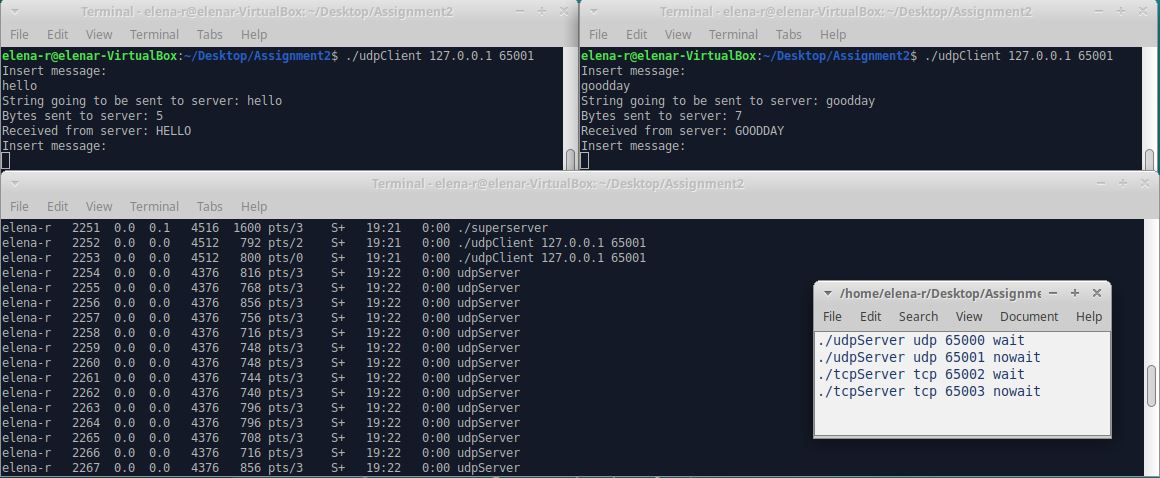 Terminal - elena-r@elenar-VirtualBox: ~/Desktop/Assignment2
File Edit View Terminal Tabs Help
elena-r@elenar-VirtualBox:~/Desktop/Assignment2$ ./udpClient 127.0.0.1 65001
Insert message:
hello
String going to be sent to server: hello
Bytes sent to server: 5
Received from server: HELLO
Insert message:
Terminal - elena-r@elenar-VirtualBox: ~/Desktop/Assignment2
File Edit View Terminal Tabs Help
elena-r@elenar-VirtualBox:~/Desktop/Assignment2$ ./udpClient 127.0.0.1 65001
Insert message:
goodday
String going to be sent to server: goodday
Bytes sent to server: 7
Received from server: GOODDAY
Insert message:
Terminal - elena-r@elenar-VirtualBox: ~/Desktop/Assignment2
File Edit View Terminal Tabs Help
elena-r 2251 0.0 0.1 4516 1600 pts/3 S+ 19:21 0:00 ./superserver
elena-r 2252 0.0 0.0 4512 792 pts/2 S+ 19:21 0:00 ./udpClient 127.0.0.1 65001
elena-r 2253 0.0 0.0 4512 800 pts/0 S+ 19:21 0:00 ./udpClient 127.0.0.1 65001
elena-r 2254 0.0 0.0 4376 816 pts/3 S+ 19:22 0:00 udpServer
elena-r 2255 0.0 0.0 4376 768 pts/3 S+ 19:22 0:00 udpServer
elena-r 2256 0.0 0.0 4376 856 pts/3 S+ 19:22 0:00 udpServer
elena-r 2257 0.0 0.0 4376 756 pts/3 S+ 19:22 0:00 udpServer
elena-r 2258 0.0 0.0 4376 716 pts/3 S+ 19:22 0:00 udpServer
elena-r 2259 0.0 0.0 4376 748 pts/3 S+ 19:22 0:00 udpServer
elena-r 2260 0.0 0.0 4376 748 pts/3 S+ 19:22 0:00 udpServer
elena-r 2261 0.0 0.0 4376 744 pts/3 S+ 19:22 0:00 udpServer
elena-r 2262 0.0 0.0 4376 740 pts/3 S+ 19:22 0:00 udpServer
elena-r 2263 0.0 0.0 4376 796 pts/3 S+ 19:22 0:00 udpServer
elena-r 2264 0.0 0.0 4376 796 pts/3 S+ 19:22 0:00 udpServer
elena-r 2265 0.0 0.0 4376 708 pts/3 S+ 19:22 0:00 udpServer
elena-r 2266 0.0 0.0 4376 716 pts/3 S+ 19:22 0:00 udpServer
elena-r 2267 0.0 0.0 4376 856 pts/3 S+ 19:22 0:00 udpServer
/home/elena-r/Desktop/Assignme
File Edit Search View Document Help
./udpServer udp 65000 wait
./udpServer udp 65001 nowait
./tcpServer tcp 65002 wait
./tcpServer tcp 65003 nowait